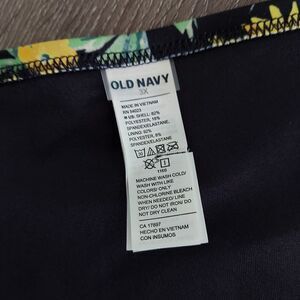 OLD NAVY
3X
MADE IN VIETNAM
RN 54023
SHELL: 82%
POLYESTER, 18%
SPANDEX/ELASTANE.
LINING: 92%
POLYESTER, 8%
SPANDEX/ELASTANE.
MACHINE WASH COLD/
WASH WITH LIKE
COLORS/ ONLY
NON-CHLORINE BLEACH
WHEN NEEDED/ LINE
DRY/ DO NOT IRON/ DO
NOT DRY CLEAN
CA 17897
HECHO EN VIETNAM
CON INSUMOS